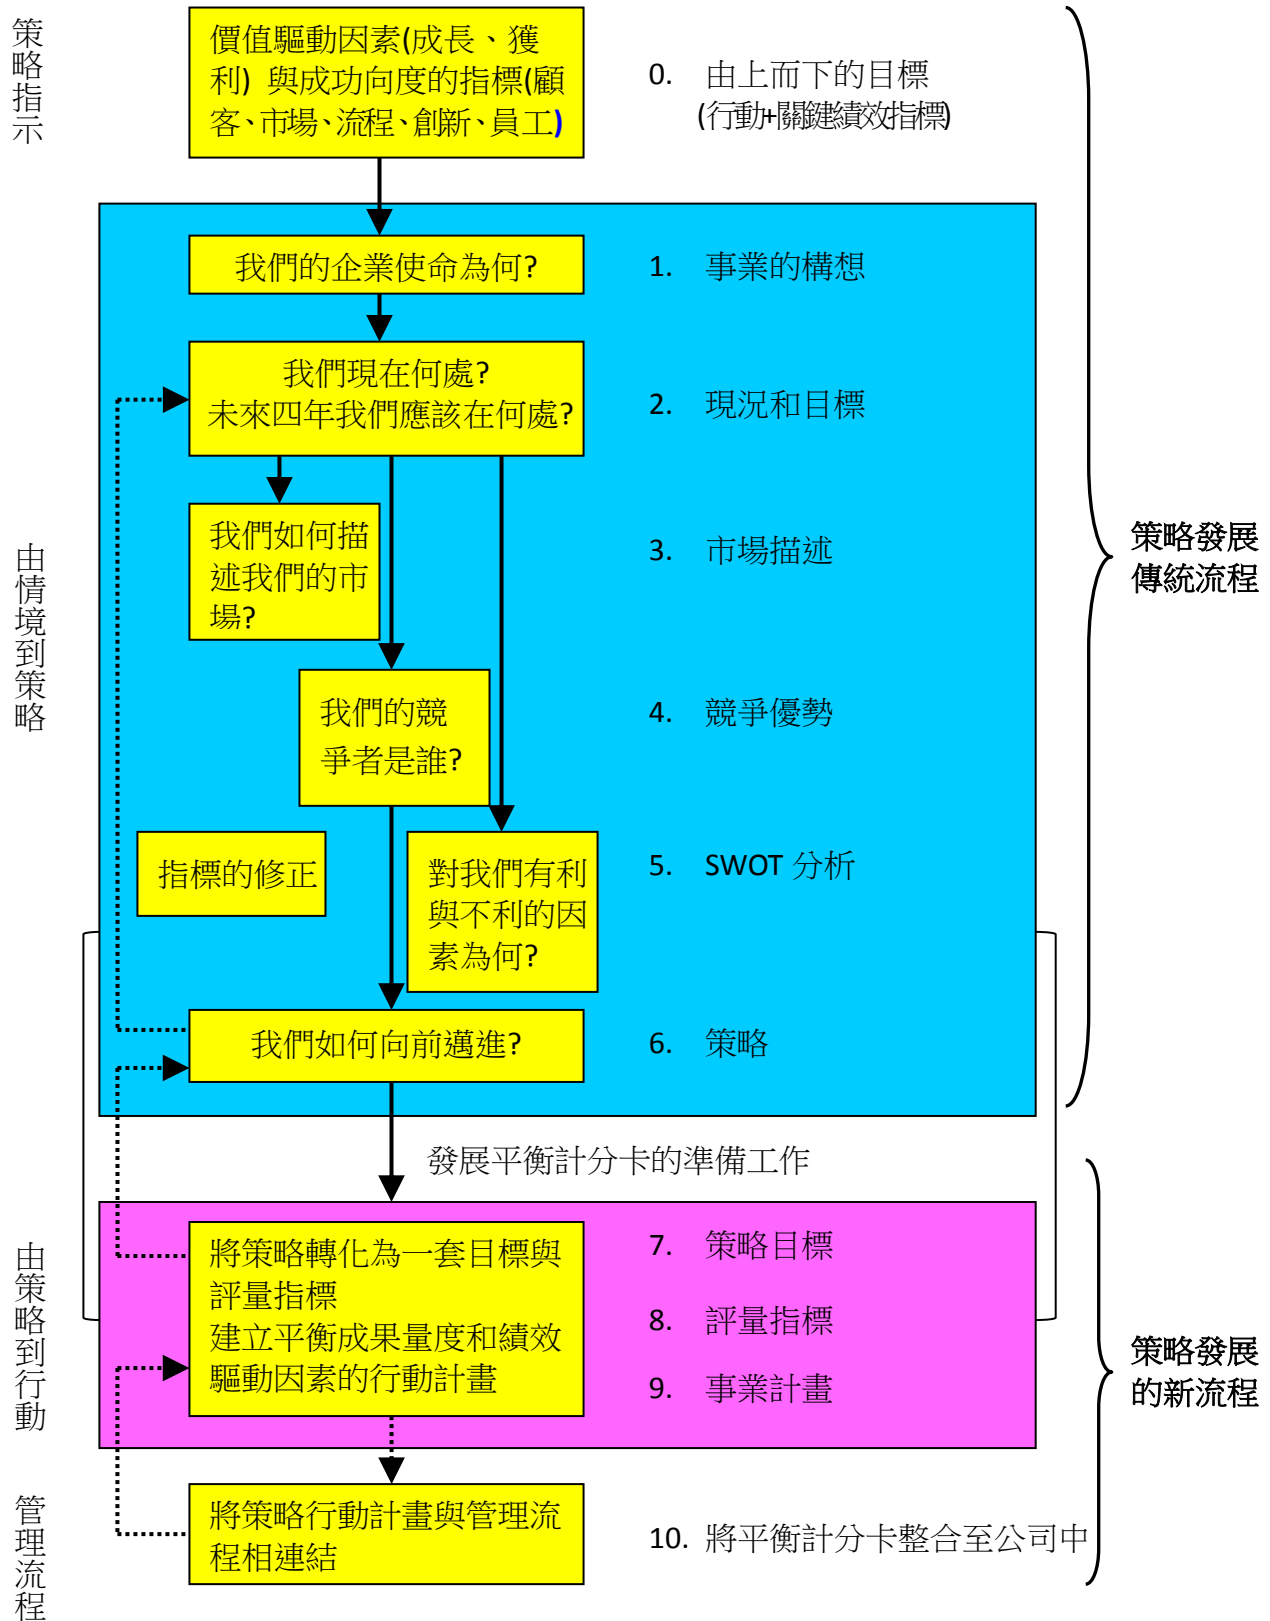 策略指示
價值驅動因素(成長、獲
利) 與成功向度的指標(顧
客、市場、流程、創新、員工)
0. 由上而下的目標
(行動+關鍵績效指標)
由情境到策略
我們的企業使命為何?
1. 事業的構想
我們現在何處?
未來四年我們應該在何處?
2. 現況和目標
我們如何描
述我們的市
場?
3. 市場描述
策略發展
傳統流程
我們的競
爭者是誰?
4. 競爭優勢
指標的修正
對我們有利
與不利的因
素為何?
5. SWOT 分析
我們如何向前邁進?
6. 策略
發展平衡計分卡的準備工作
由策略到行動
將策略轉化為一套目標與
評量指標
建立平衡成果量度和績效
驅動因素的行動計畫
7. 策略目標
8. 評量指標
9. 事業計畫
策略發展
的新流程
管理流程
將策略行動計畫與管理流
程相連結
10. 將平衡計分卡整合至公司中